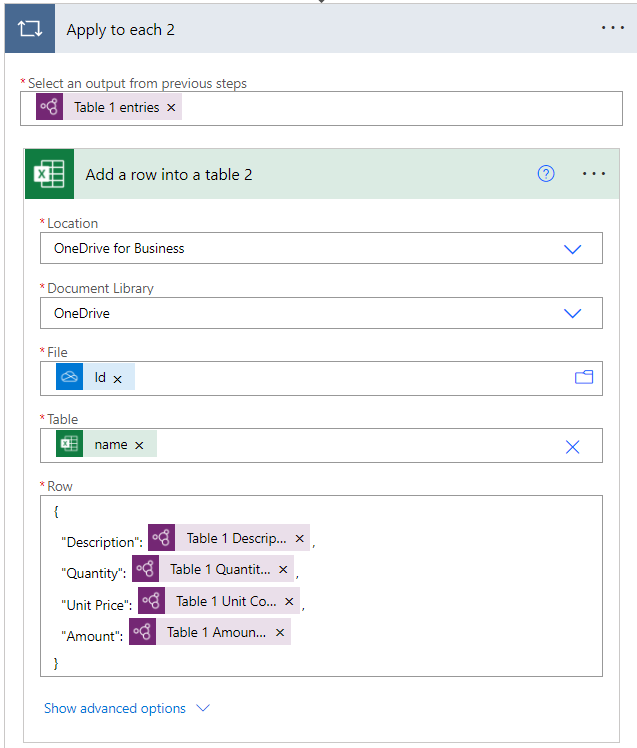 Apply to each 2
* Select an output from previous steps
Table 1 entries ×
Add a row into a table 2
* Location
OneDrive for Business
* Document Library
OneDrive
* File
Id ×
* Table
name ×
* Row
{
"Description": Table 1 Descrip... × ,
"Quantity": Table 1 Quantit... × ,
"Unit Price": Table 1 Unit Co... × ,
"Amount": Table 1 Amoun... ×
}
Show advanced options